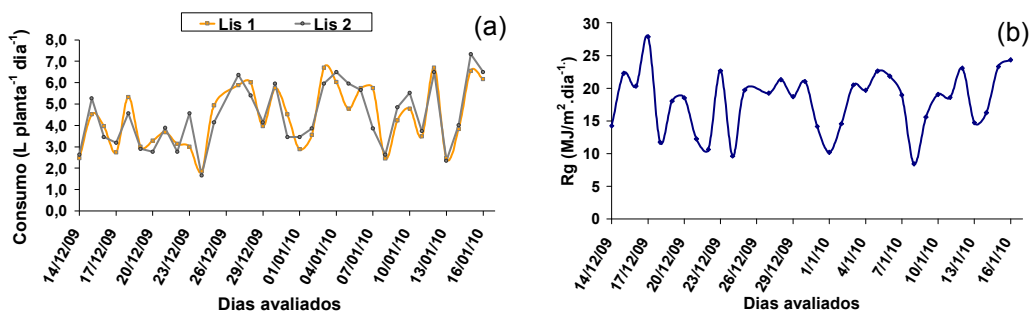 Lis 1 Lis 2
(a)
Consumo (L planta⁻¹ dia⁻¹)
8,0
7,0
6,0
5,0
4,0
3,0
2,0
1,0
0,0
14/12/09 17/12/09 20/12/09 23/12/09 26/12/09 29/12/09 01/01/10 04/01/10 07/01/10 10/01/10 13/01/10 16/01/10
Dias avaliados
(b)
Rg (MJ/m².dia⁻¹)
30
25
20
15
10
5
0
14/12/09 17/12/09 20/12/09 23/12/09 26/12/09 29/12/09 1/1/10 4/1/10 7/1/10 10/1/10 13/1/10 16/1/10
Dias avaliados